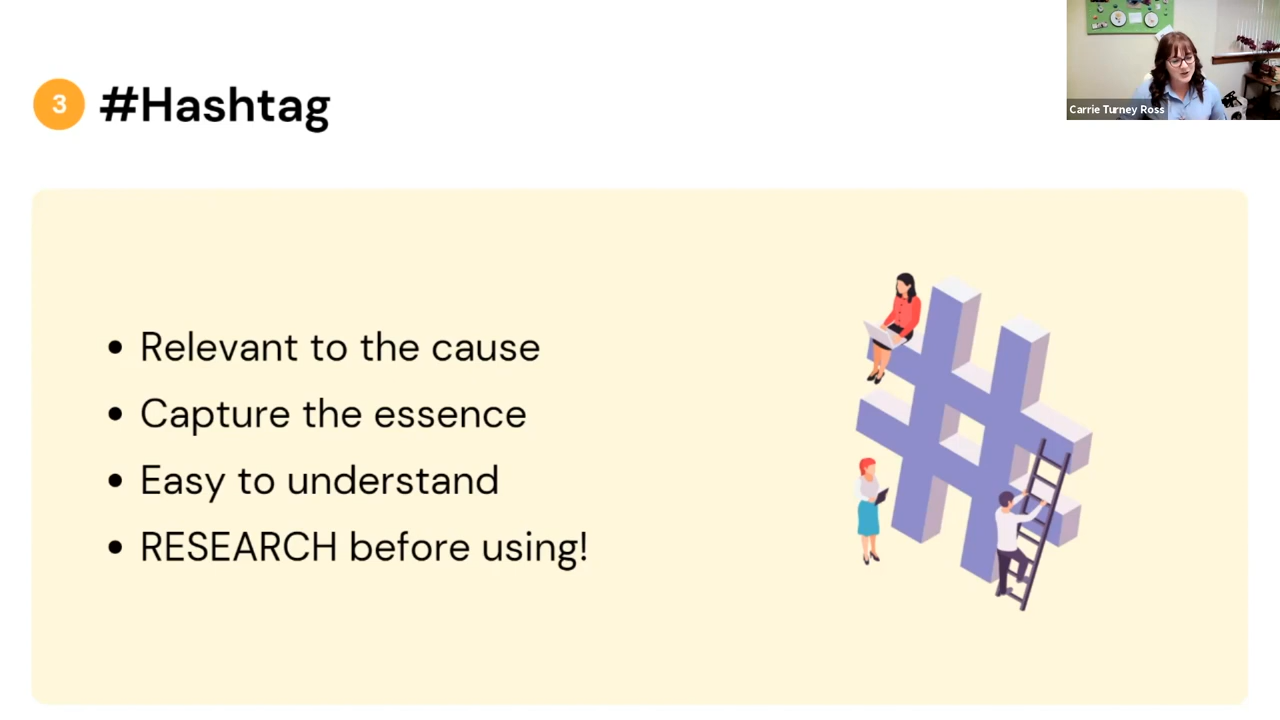 3
#Hashtag
Carrie Turney Ross
• Relevant to the cause
• Capture the essence
• Easy to understand
• RESEARCH before using!